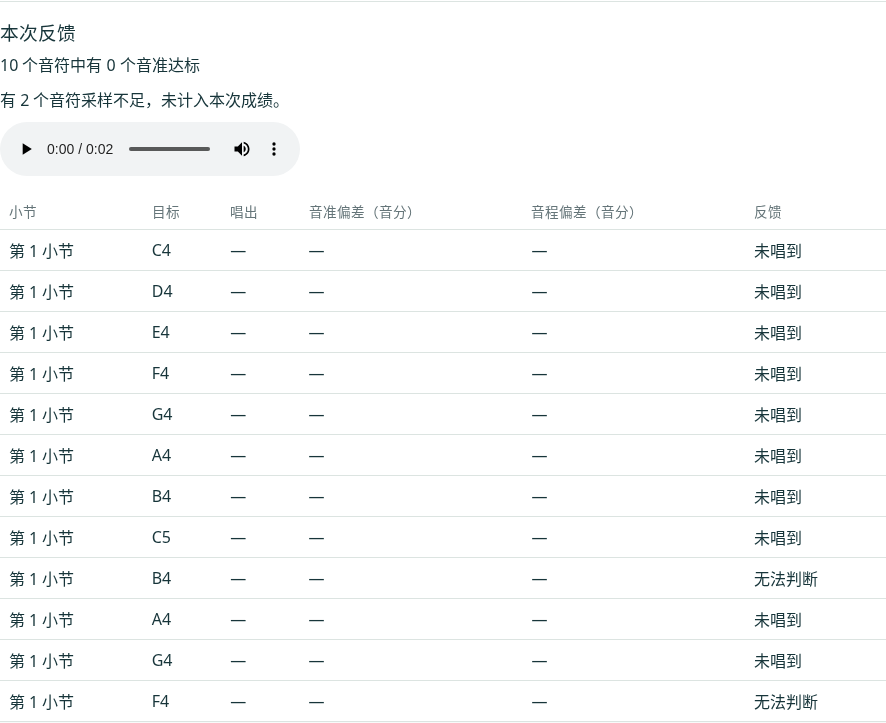 本次反馈
10 个音符中有 0 个音准达标
有 2 个音符采样不足，未计入本次成绩。
0:00 / 0:02
小节 目标 唱出 音准偏差（音分） 音程偏差（音分） 反馈
第 1 小节 C4 — — — 未唱到
第 1 小节 D4 — — — 未唱到
第 1 小节 E4 — — — 未唱到
第 1 小节 F4 — — — 未唱到
第 1 小节 G4 — — — 未唱到
第 1 小节 A4 — — — 未唱到
第 1 小节 B4 — — — 未唱到
第 1 小节 C5 — — — 未唱到
第 1 小节 B4 — — — 无法判断
第 1 小节 A4 — — — 未唱到
第 1 小节 G4 — — — 未唱到
第 1 小节 F4 — — — 无法判断